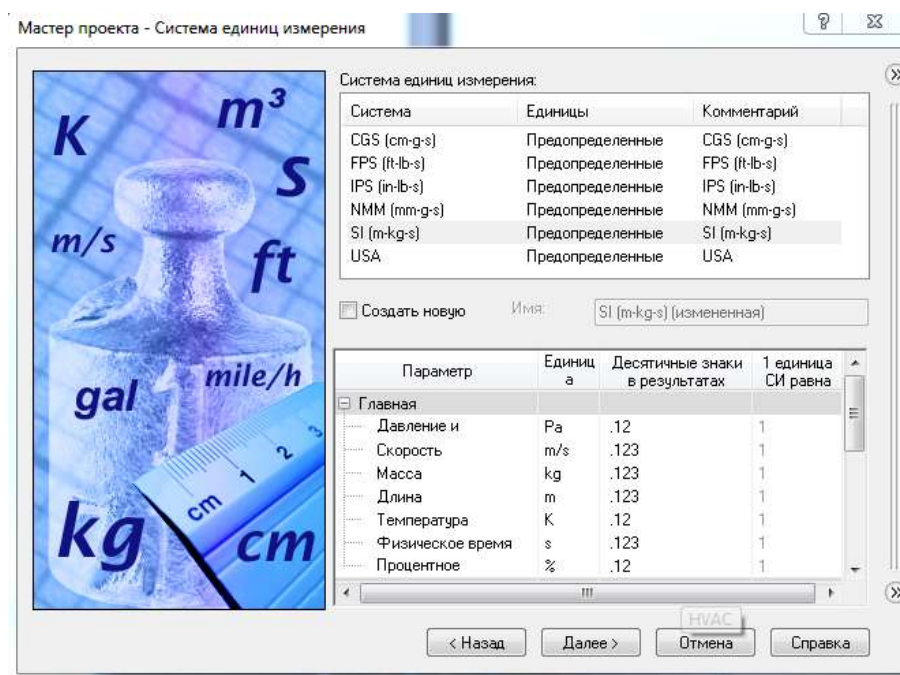 Мастер проекта - Система единиц измерения
K
m³
s
m/s
ft
gal
mile/h
cm 1 2 3
kg
cm
Система единиц измерения:
Система Единицы Комментарий
CGS (cm-g-s) Предопределенные CGS (cm-g-s)
FPS (ft-lb-s) Предопределенные FPS (ft-lb-s)
IPS (in-lb-s) Предопределенные IPS (in-lb-s)
NMM (mm-g-s) Предопределенные NMM (mm-g-s)
SI (m-kg-s) Предопределенные SI (m-kg-s)
USA Предопределенные USA
Создать новую Имя: SI (m-kg-s) (измененная)
Параметр Единиц Десятичные знаки 1 единица
а в результатах СИ равна
Главная
Давление и Pa .12 1
Скорость m/s .123 1
Масса kg .123 1
Длина m .123 1
Температура K .12 1
Физическое время s .123 1
Процентное % .12 1
HVAC
< Назад Далее > Отмена Справка